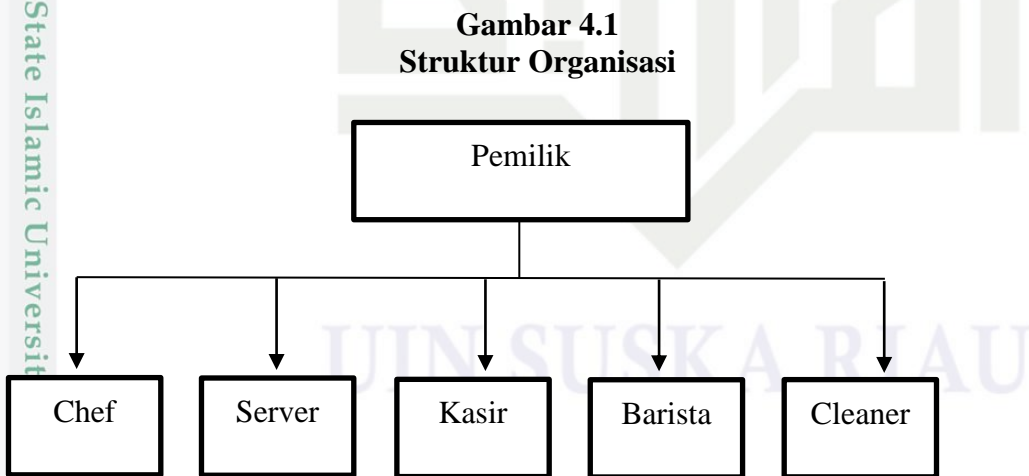 State Islamic Universit
Gambar 4.1
Struktur Organisasi
Pemilik
Chef
Server
Kasir
Barista
Cleaner
UIN SUSKA RIAU